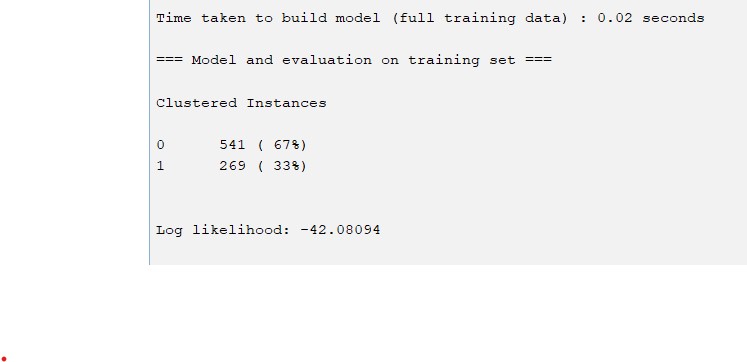 Time taken to build model (full training data) : 0.02 seconds
=== Model and evaluation on training set ===
Clustered Instances
0       541 ( 67%)
1       269 ( 33%)
Log likelihood: -42.08094